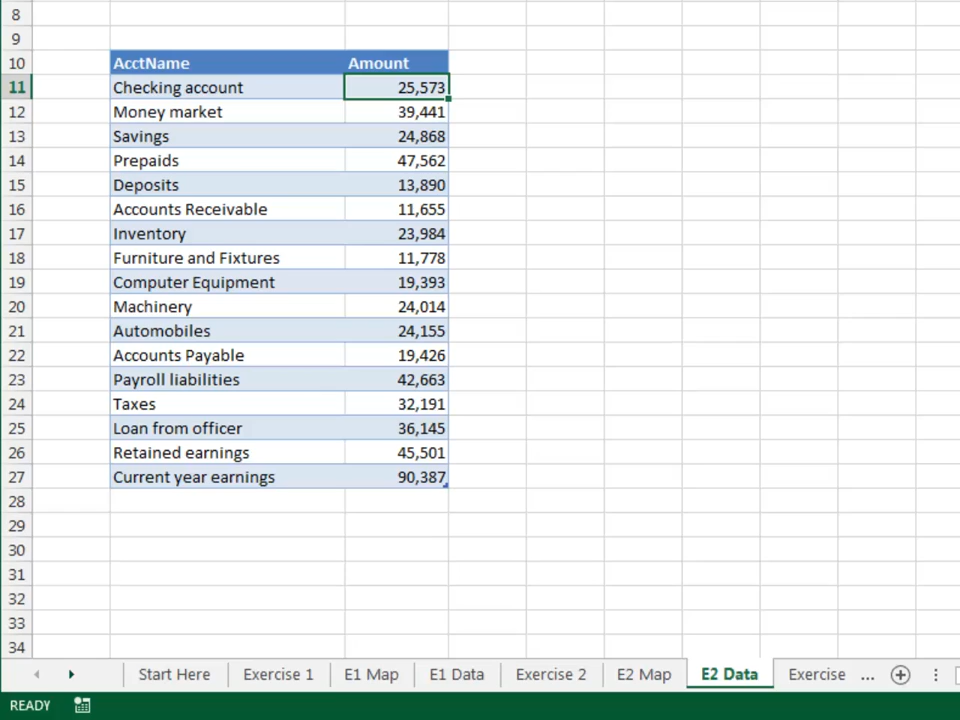 8
9
10 AcctName Amount
11 Checking account 25,573
12 Money market 39,441
13 Savings 24,868
14 Prepaids 47,562
15 Deposits 13,890
16 Accounts Receivable 11,655
17 Inventory 23,984
18 Furniture and Fixtures 11,778
19 Computer Equipment 19,393
20 Machinery 24,014
21 Automobiles 24,155
22 Accounts Payable 19,426
23 Payroll liabilities 42,663
24 Taxes 32,191
25 Loan from officer 36,145
26 Retained earnings 45,501
27 Current year earnings 90,387
28
29
30
31
32
33
34
Start Here Exercise 1 E1 Map E1 Data Exercise 2 E2 Map E2 Data Exercise ...
READY